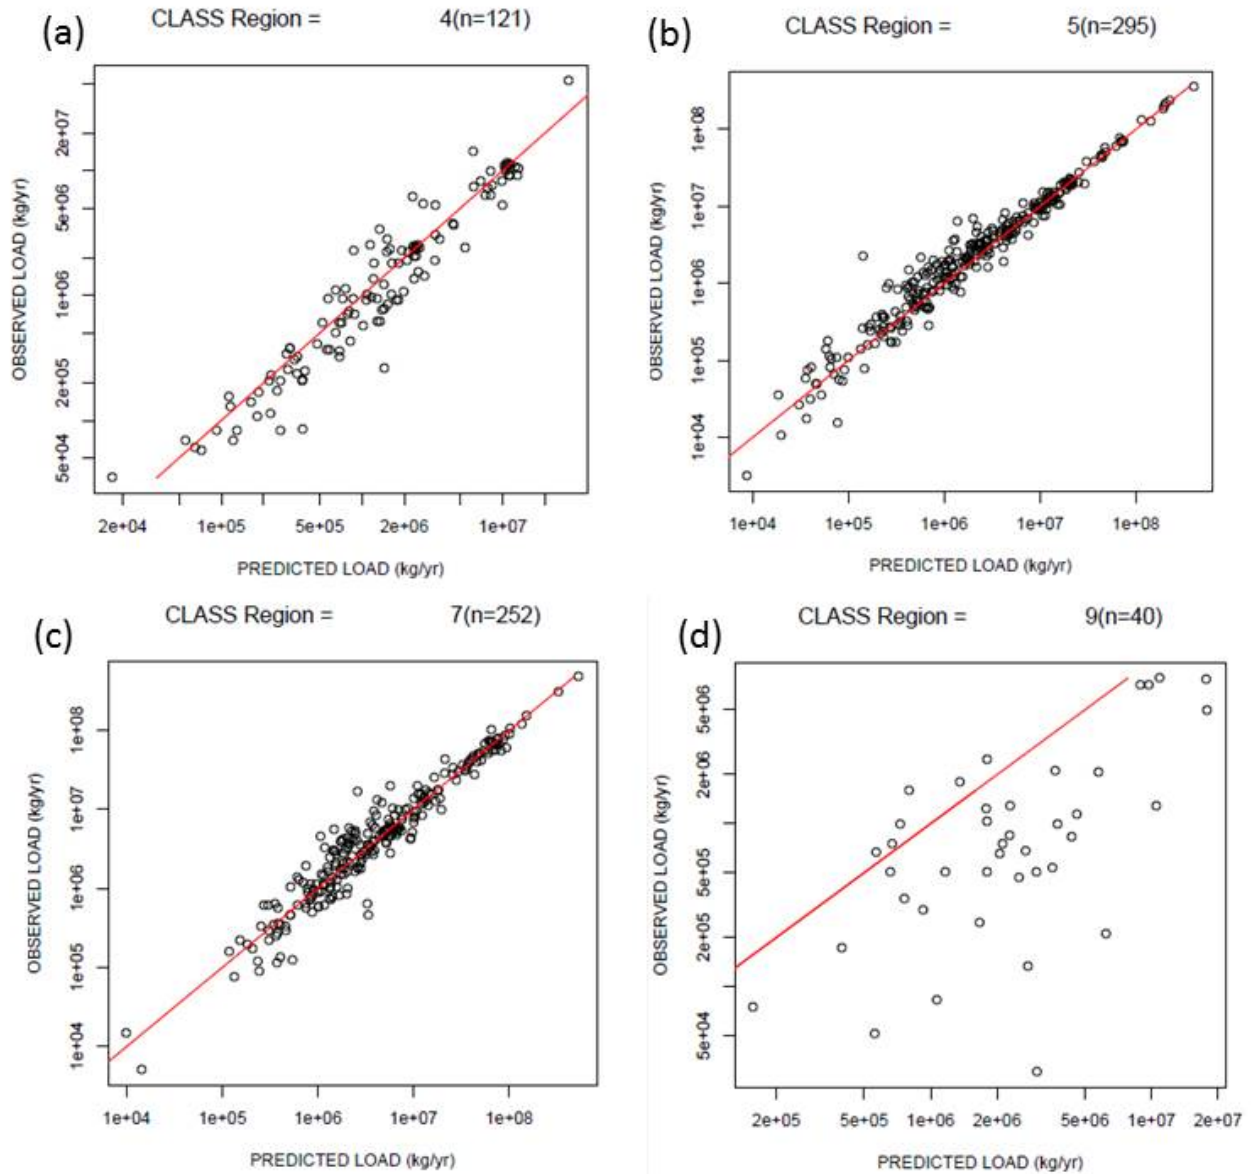 (a) CLASS Region = 4(n=121)
OBSERVED LOAD (kg/yr)
2e+07
5e+06
1e+06
2e+05
5e+04
2e+04 1e+05 5e+05 2e+06 1e+07
PREDICTED LOAD (kg/yr)
(b) CLASS Region = 5(n=295)
OBSERVED LOAD (kg/yr)
1e+08
1e+07
1e+06
1e+05
1e+04
1e+04 1e+05 1e+06 1e+07 1e+08
PREDICTED LOAD (kg/yr)
(c) CLASS Region = 7(n=252)
OBSERVED LOAD (kg/yr)
1e+08
1e+07
1e+06
1e+05
1e+04
1e+04 1e+05 1e+06 1e+07 1e+08
PREDICTED LOAD (kg/yr)
(d) CLASS Region = 9(n=40)
OBSERVED LOAD (kg/yr)
5e+06
2e+06
5e+05
2e+05
5e+04
2e+05 5e+05 1e+06 2e+06 5e+06 1e+07 2e+07
PREDICTED LOAD (kg/yr)